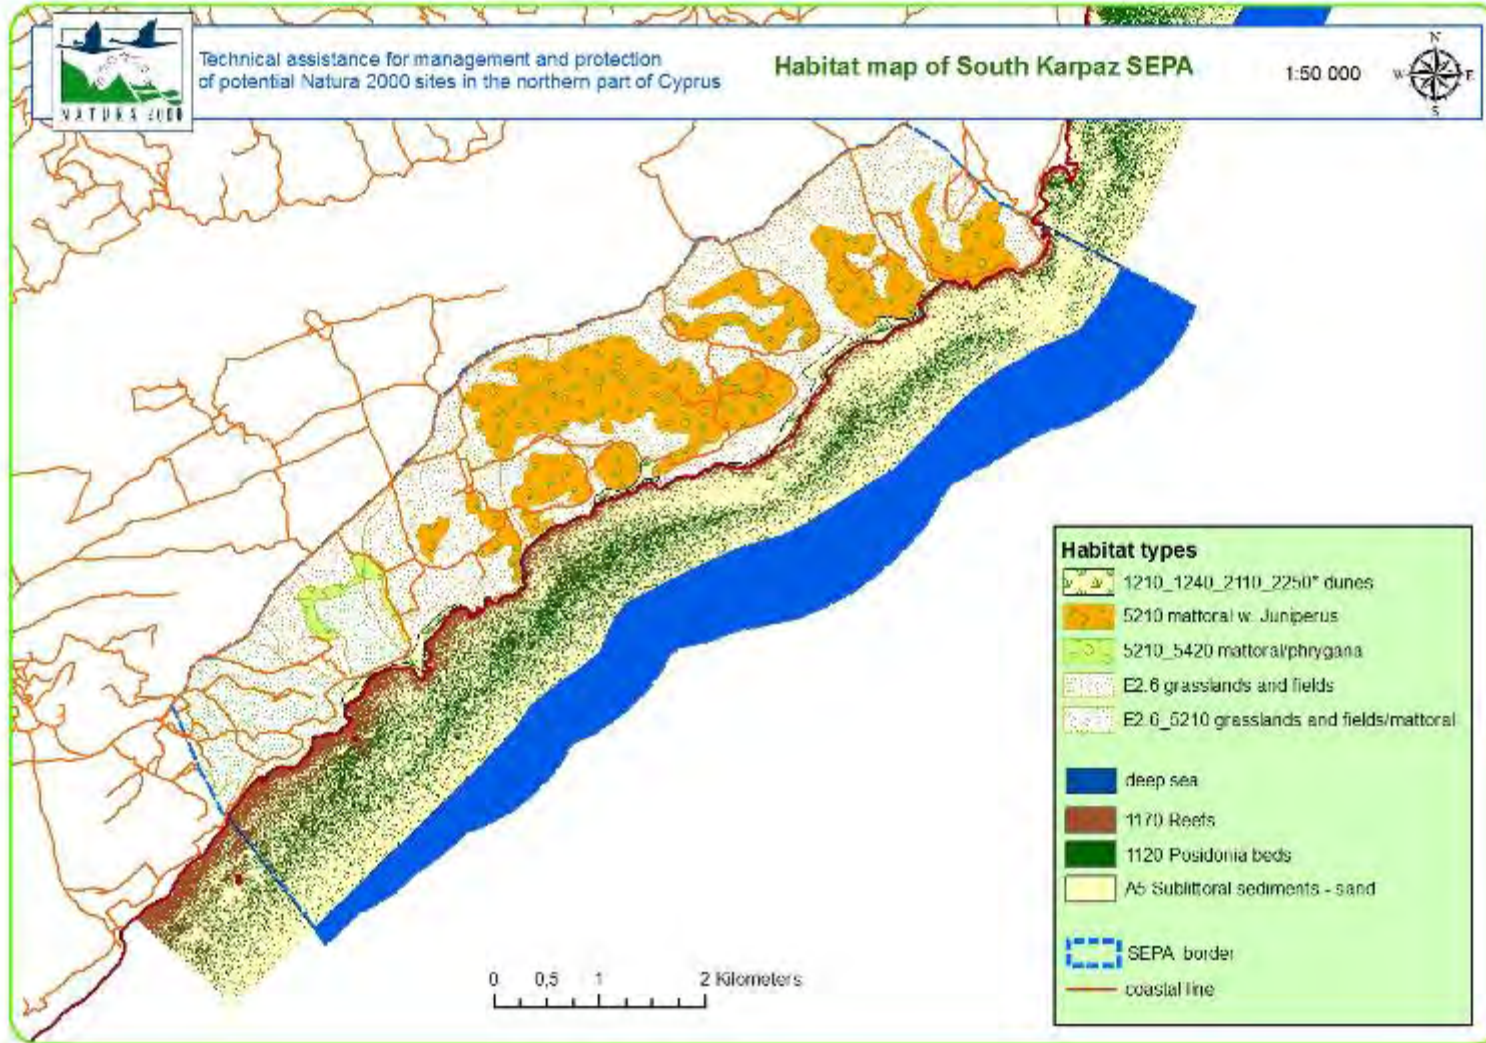 Technical assistance for management and protection
of potential Natura 2000 sites in the northern part of Cyprus
Habitat map of South Karpaz SEPA
1:50 000
N
W E
S
NATURA 2000
Habitat types
1210_1240_2110_2250* dunes
5210 mattoral w. Juniperus
5210_5420 mattoral/phrygana
E2.6 grasslands and fields
E2.6_5210 grasslands and fields/mattoral
deep sea
1170 Reefs
1120 Posidonia beds
A5 Sublittoral sediments - sand
SEPA border
coastal line
0 0,5 1 2 Kilometers